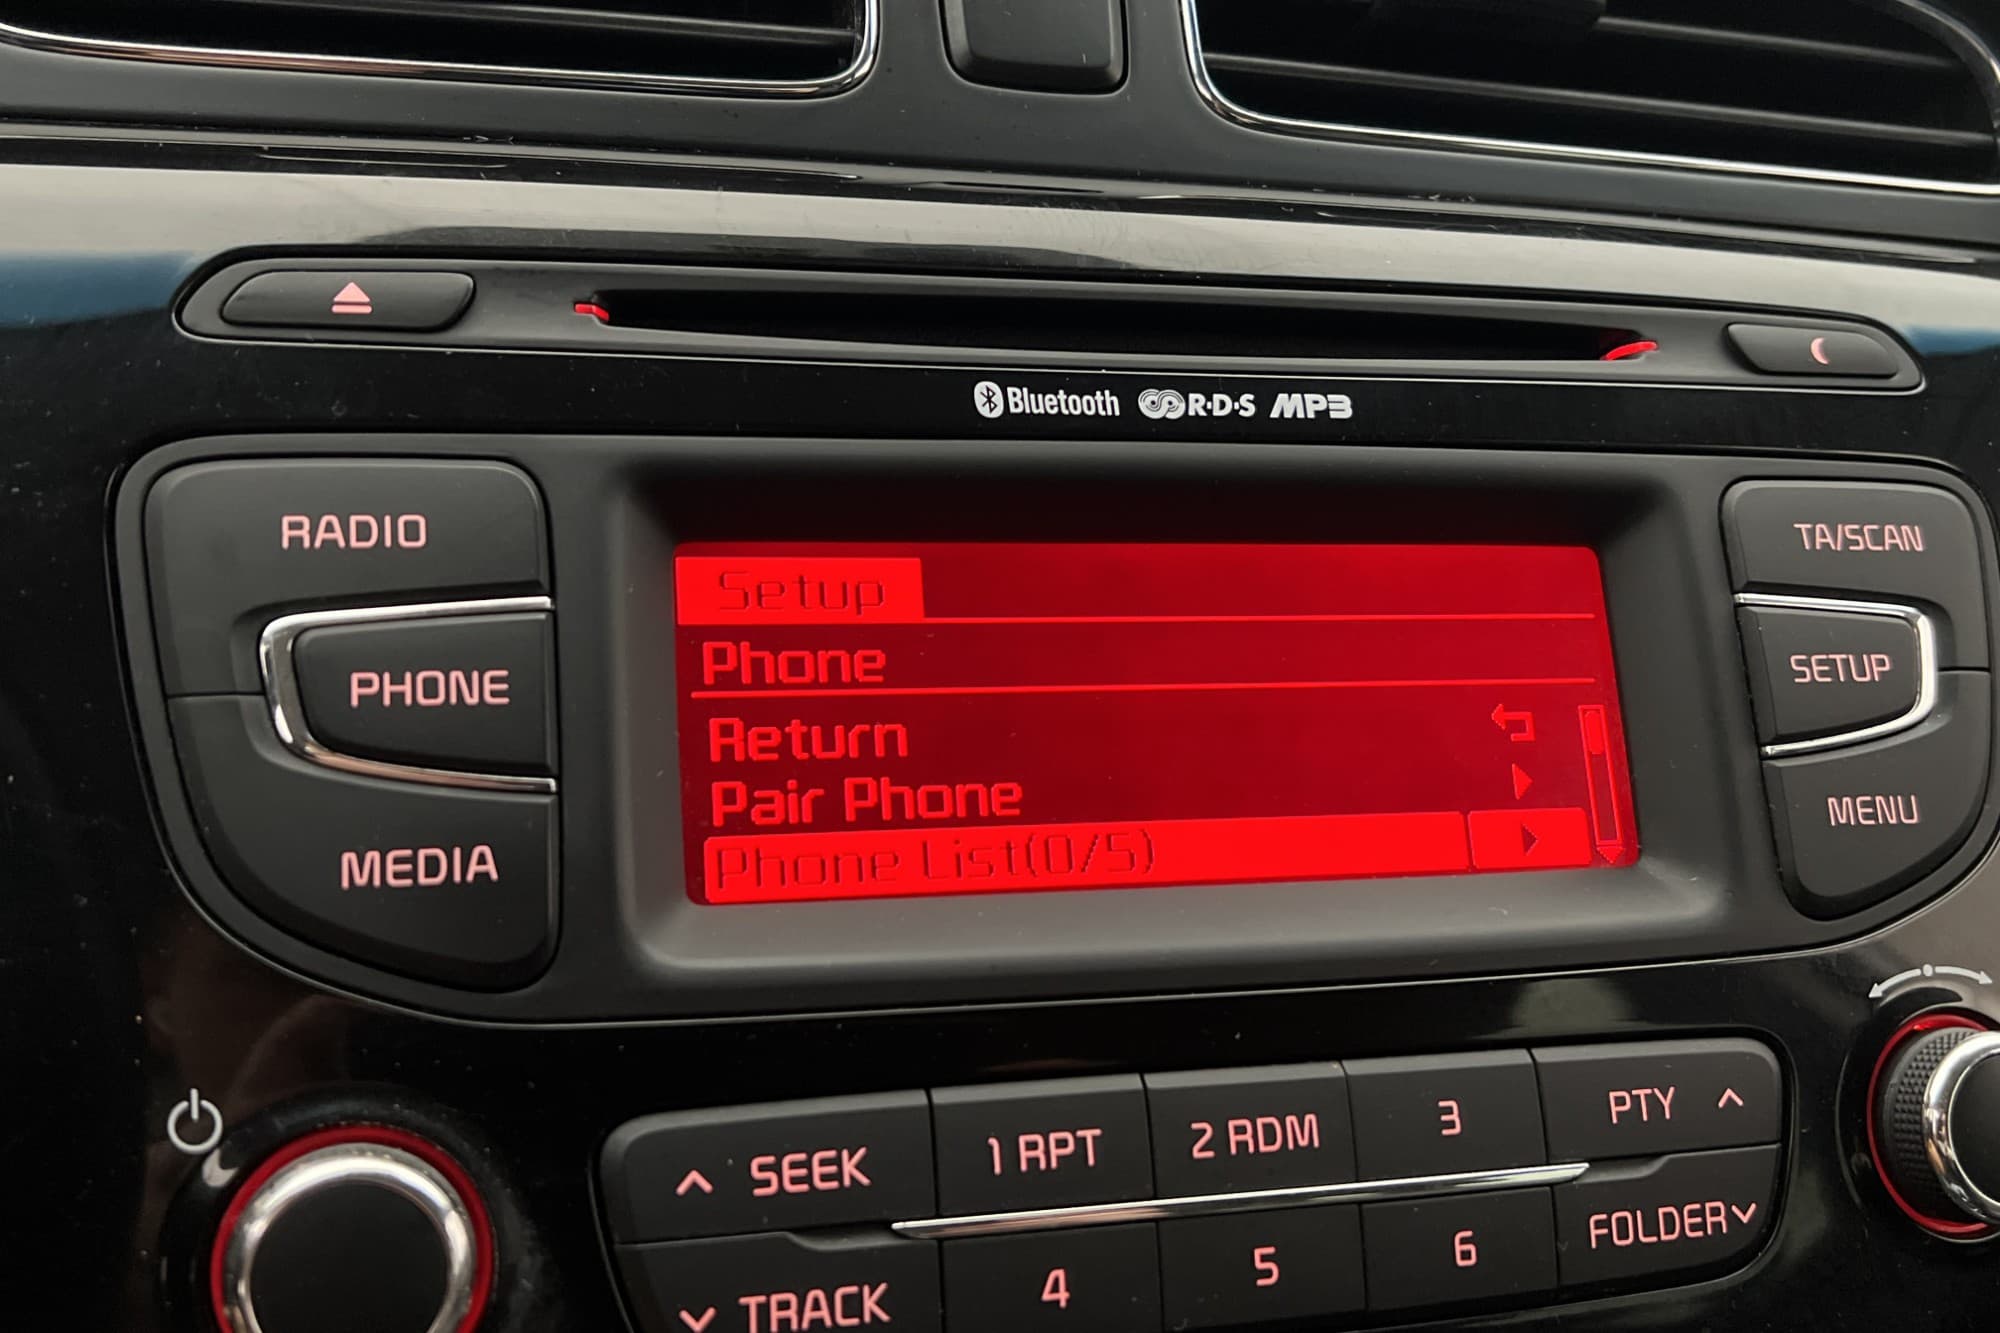 Bluetooth R·D·S MP3
RADIO
PHONE
MEDIA
Setup
Phone
Return
Pair Phone
Phone List(0/5)
TA/SCAN
SETUP
MENU
SEEK
1 RPT
2 RDM
3
PTY
TRACK
4
5
6
FOLDER